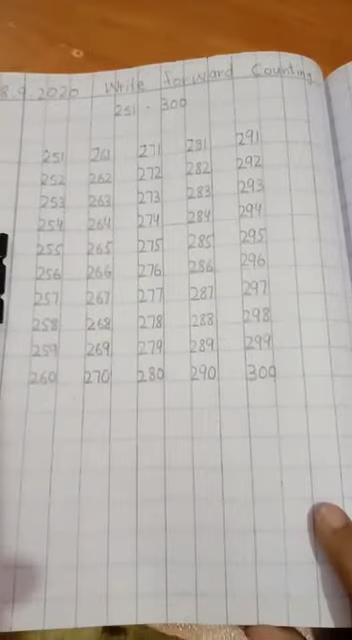 8.9.2020 Write forward Counting
251 - 300
251 261 271 281 291
252 262 272 282 292
253 263 273 283 293
254 264 274 284 294
255 265 275 285 295
256 266 276 286 296
257 267 277 287 297
258 268 278 288 298
259 269 279 289 299
260 270 280 290 300